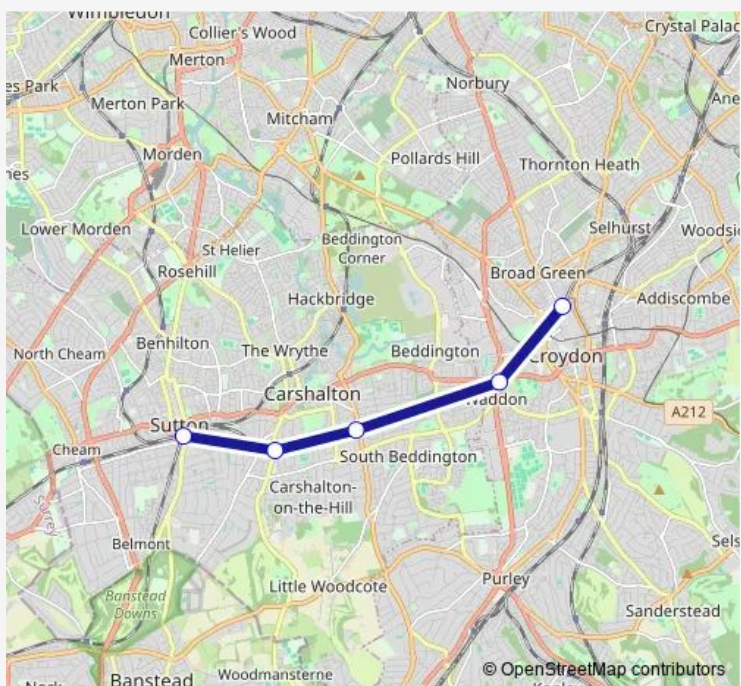 Wimbledon
Collier's Wood
Crystal Palac
Merton
es Park
Norbury
Ane
Merton Park
Mitcham
Morden
Pollards Hill
Thornton Heath
nes
Lower Morden
St Helier
Beddington
Corner
Selhurst
Woodsi
Rosehill
Broad Green
Hackbridge
Addiscombe
Benhilton
North Cheam
The Wrythe
Beddington
Croydon
Carshalton
Waddon
A212
Sutton
Cheam
South Beddington
Surrey
Carshalton-
on-the-Hill
Belmont
Sels
Little Woodcote
Purley
Banstead
Downs
Sanderstead
Woodmansterne
Banstead
© OpenStreetMap contributors